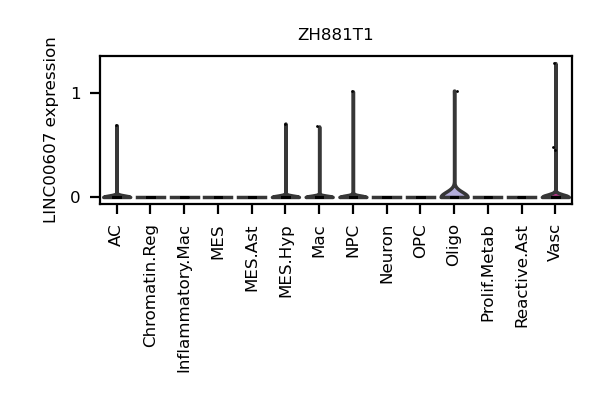 ZH881T1
LINC00607 expression
1
0
AC
Chromatin.Reg
Inflammatory.Mac
MES
MES.Ast
MES.Hyp
Mac
NPC
Neuron
OPC
Oligo
Prolif.Metab
Reactive.Ast
Vasc